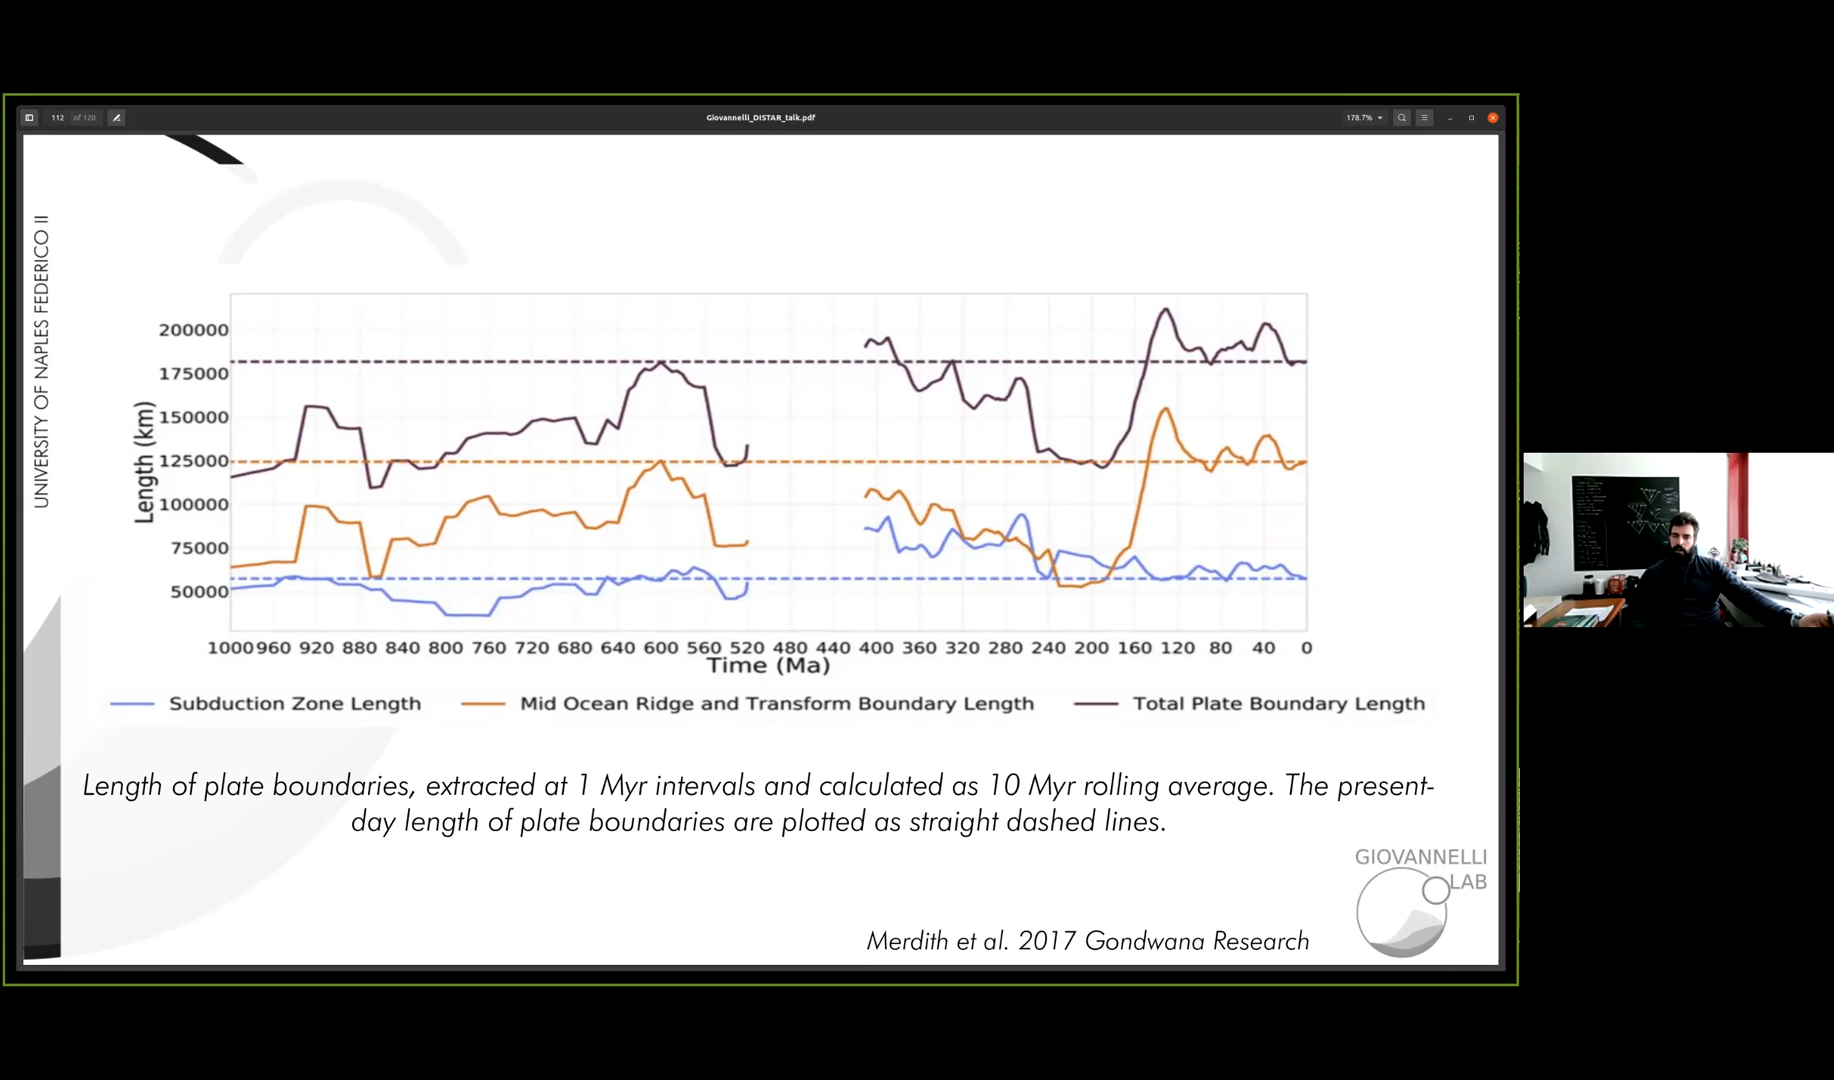 112 of 120
Giovannelli_DISTAR_talk.pdf
178.7%
UNIVERSITY OF NAPLES FEDERICO II
200000
175000
150000
125000
100000
75000
50000
Length (km)
1000 960 920 880 840 800 760 720 680 640 600 560 520 480 440 400 360 320 280 240 200 160 120 80 40 0
Time (Ma)
Subduction Zone Length Mid Ocean Ridge and Transform Boundary Length Total Plate Boundary Length
Length of plate boundaries, extracted at 1 Myr intervals and calculated as 10 Myr rolling average. The present-
day length of plate boundaries are plotted as straight dashed lines.
GIOVANNELLI
LAB
Merdith et al. 2017 Gondwana Research